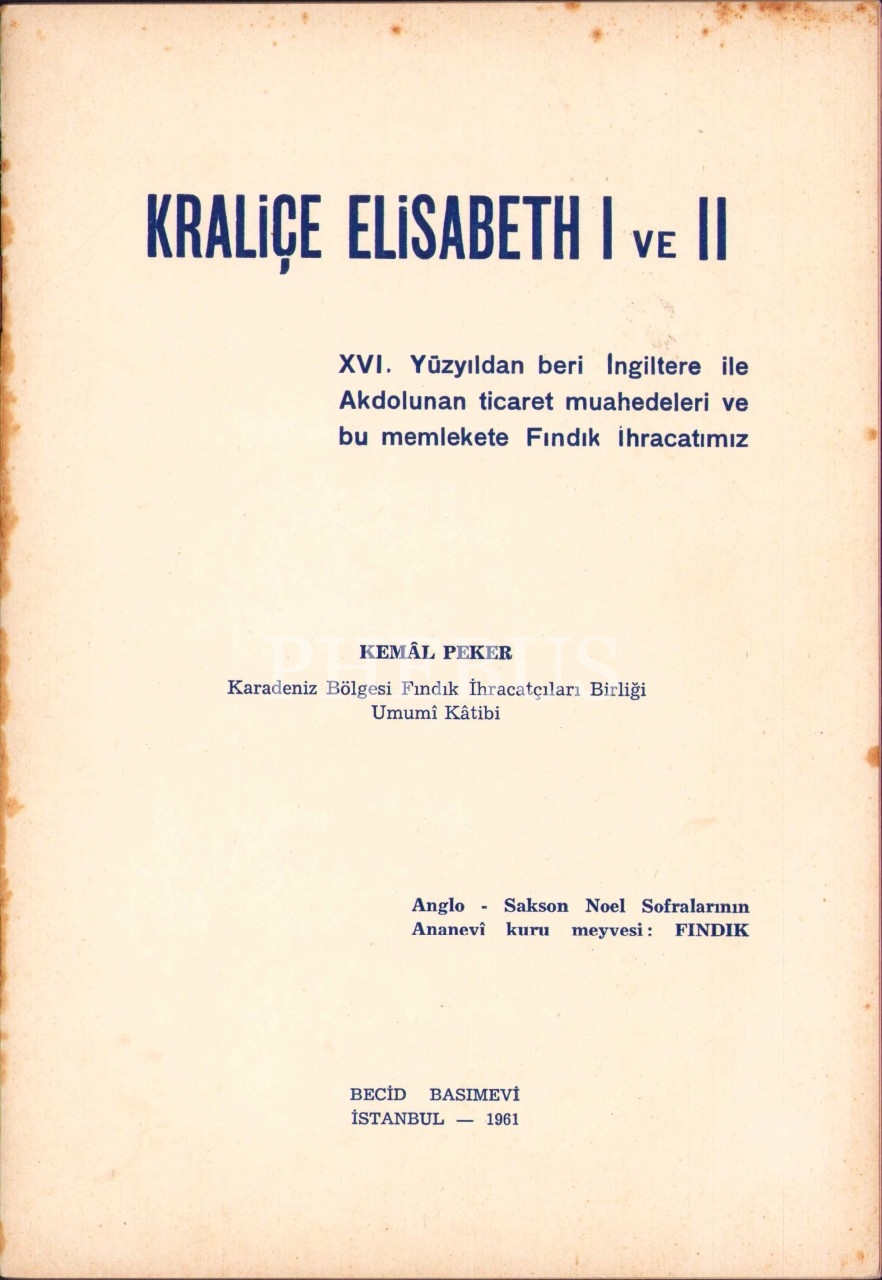 KRALİÇE ELİSABETH I VE II
XVI. Yüzyıldan beri İngiltere ile
Akdolunan ticaret muahedeleri ve
bu memlekete Fındık İhracatımız
PHEBUS
KEMÂL PEKER
Karadeniz Bölgesi Fındık İhracatçıları Birliği
Umumî Kâtibi
Anglo - Sakson Noel Sofralarının
Ananevî kuru meyvesi: FINDIK
BECİD BASIMEVİ
İSTANBUL — 1961